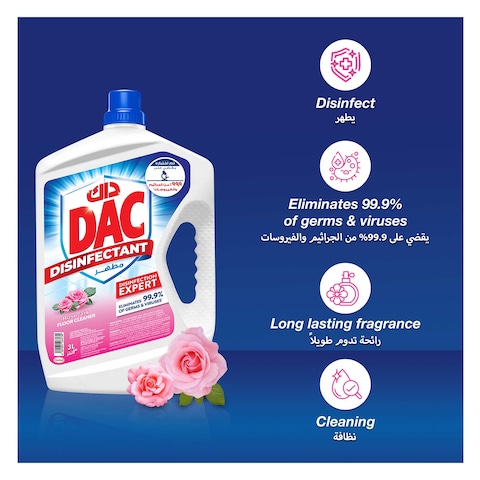 داك
DAC
DISINFECTANT
مطهر
DISINFECTION
EXPERT
ELIMINATES 99.9%
OF GERMS & VIRUSES
FLOOR CLEANER
3 L
Disinfect
يطهر
Eliminates 99.9%
of germs & viruses
يقضي على 99.9% من الجراثيم والفيروسات
Long lasting fragrance
رائحة تدوم طويلاً
Cleaning
نظافة